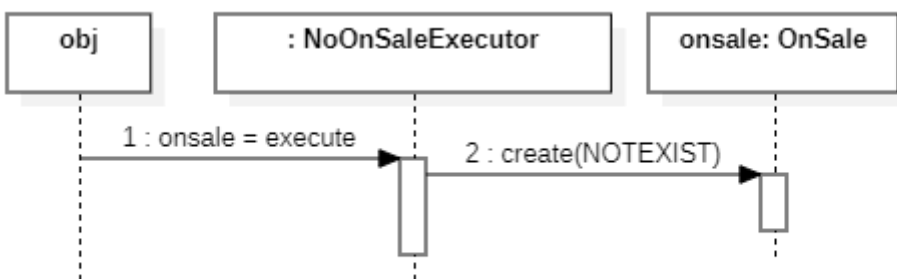 obj
: NoOnSaleExecutor
onsale: OnSale
1 : onsale = execute
2 : create(NOTEXIST)